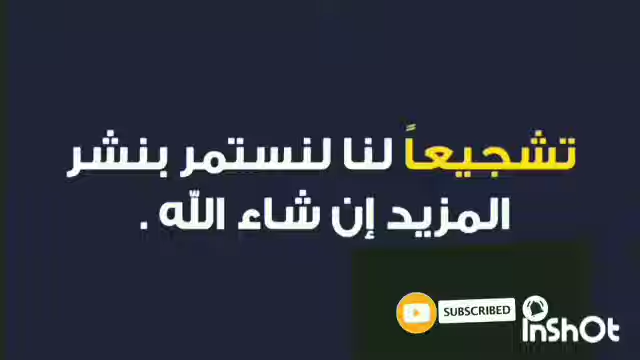 تشجيعاً لنا لنستمر بنشر
المزيد إن شاء الله .
SUBSCRIBED
InShOt